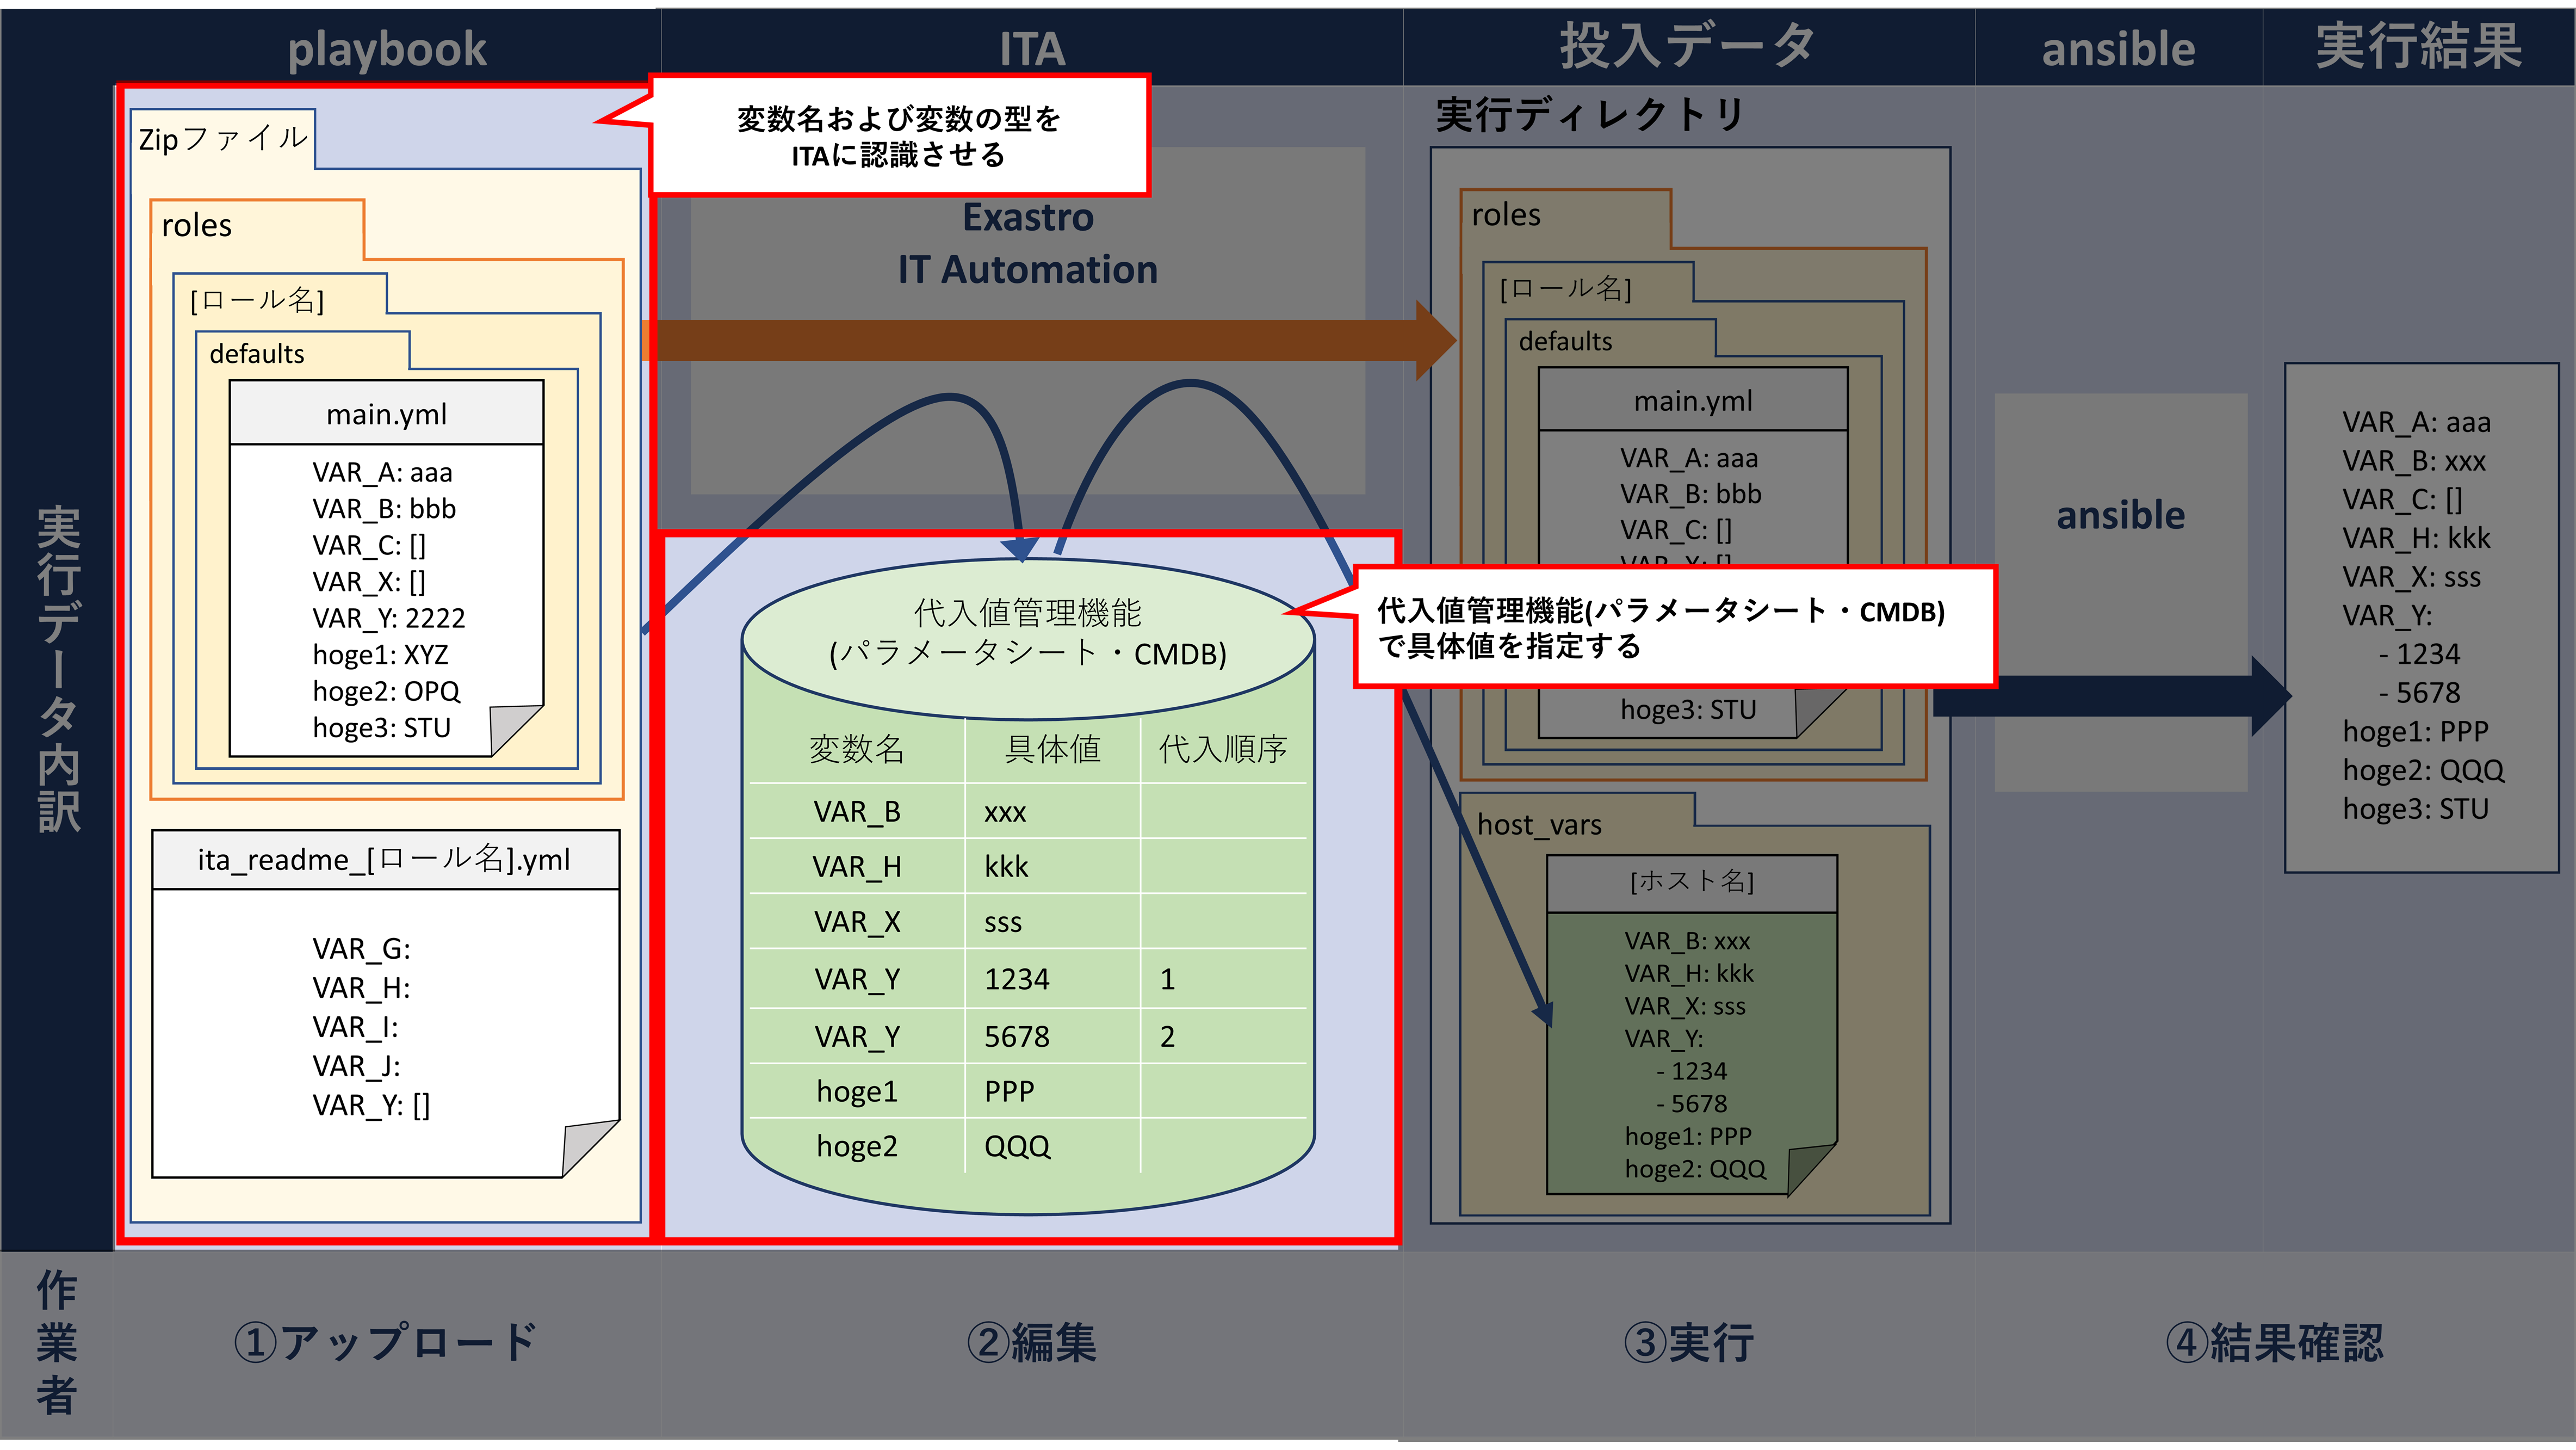 playbook
ITA
投入データ
ansible
実行結果
実行データ内訳
Zipファイル
roles
[ロール名]
defaults
main.yml
VAR_A: aaa
VAR_B: bbb
VAR_C: []
VAR_X: []
VAR_Y: 2222
hoge1: XYZ
hoge2: OPQ
hoge3: STU
ita_readme_[ロール名].yml
VAR_G:
VAR_H:
VAR_I:
VAR_J:
VAR_Y: []
変数名および変数の型を
ITAに認識させる
Exastro
IT Automation
代入値管理機能
(パラメータシート・CMDB)
変数名 具体値 代入順序
VAR_B xxx
VAR_H kkk
VAR_X sss
VAR_Y 1234 1
VAR_Y 5678 2
hoge1 PPP
hoge2 QQQ
代入値管理機能(パラメータシート・CMDB)
で具体値を指定する
実行ディレクトリ
roles
[ロール名]
defaults
main.yml
VAR_A: aaa
VAR_B: bbb
VAR_C: []
hoge3: STU
host_vars
[ホスト名]
VAR_B: xxx
VAR_H: kkk
VAR_X: sss
VAR_Y:
- 1234
- 5678
hoge1: PPP
hoge2: QQQ
ansible
VAR_A: aaa
VAR_B: xxx
VAR_C: []
VAR_H: kkk
VAR_X: sss
VAR_Y:
- 1234
- 5678
hoge1: PPP
hoge2: QQQ
hoge3: STU
作業者
①アップロード
②編集
③実行
④結果確認